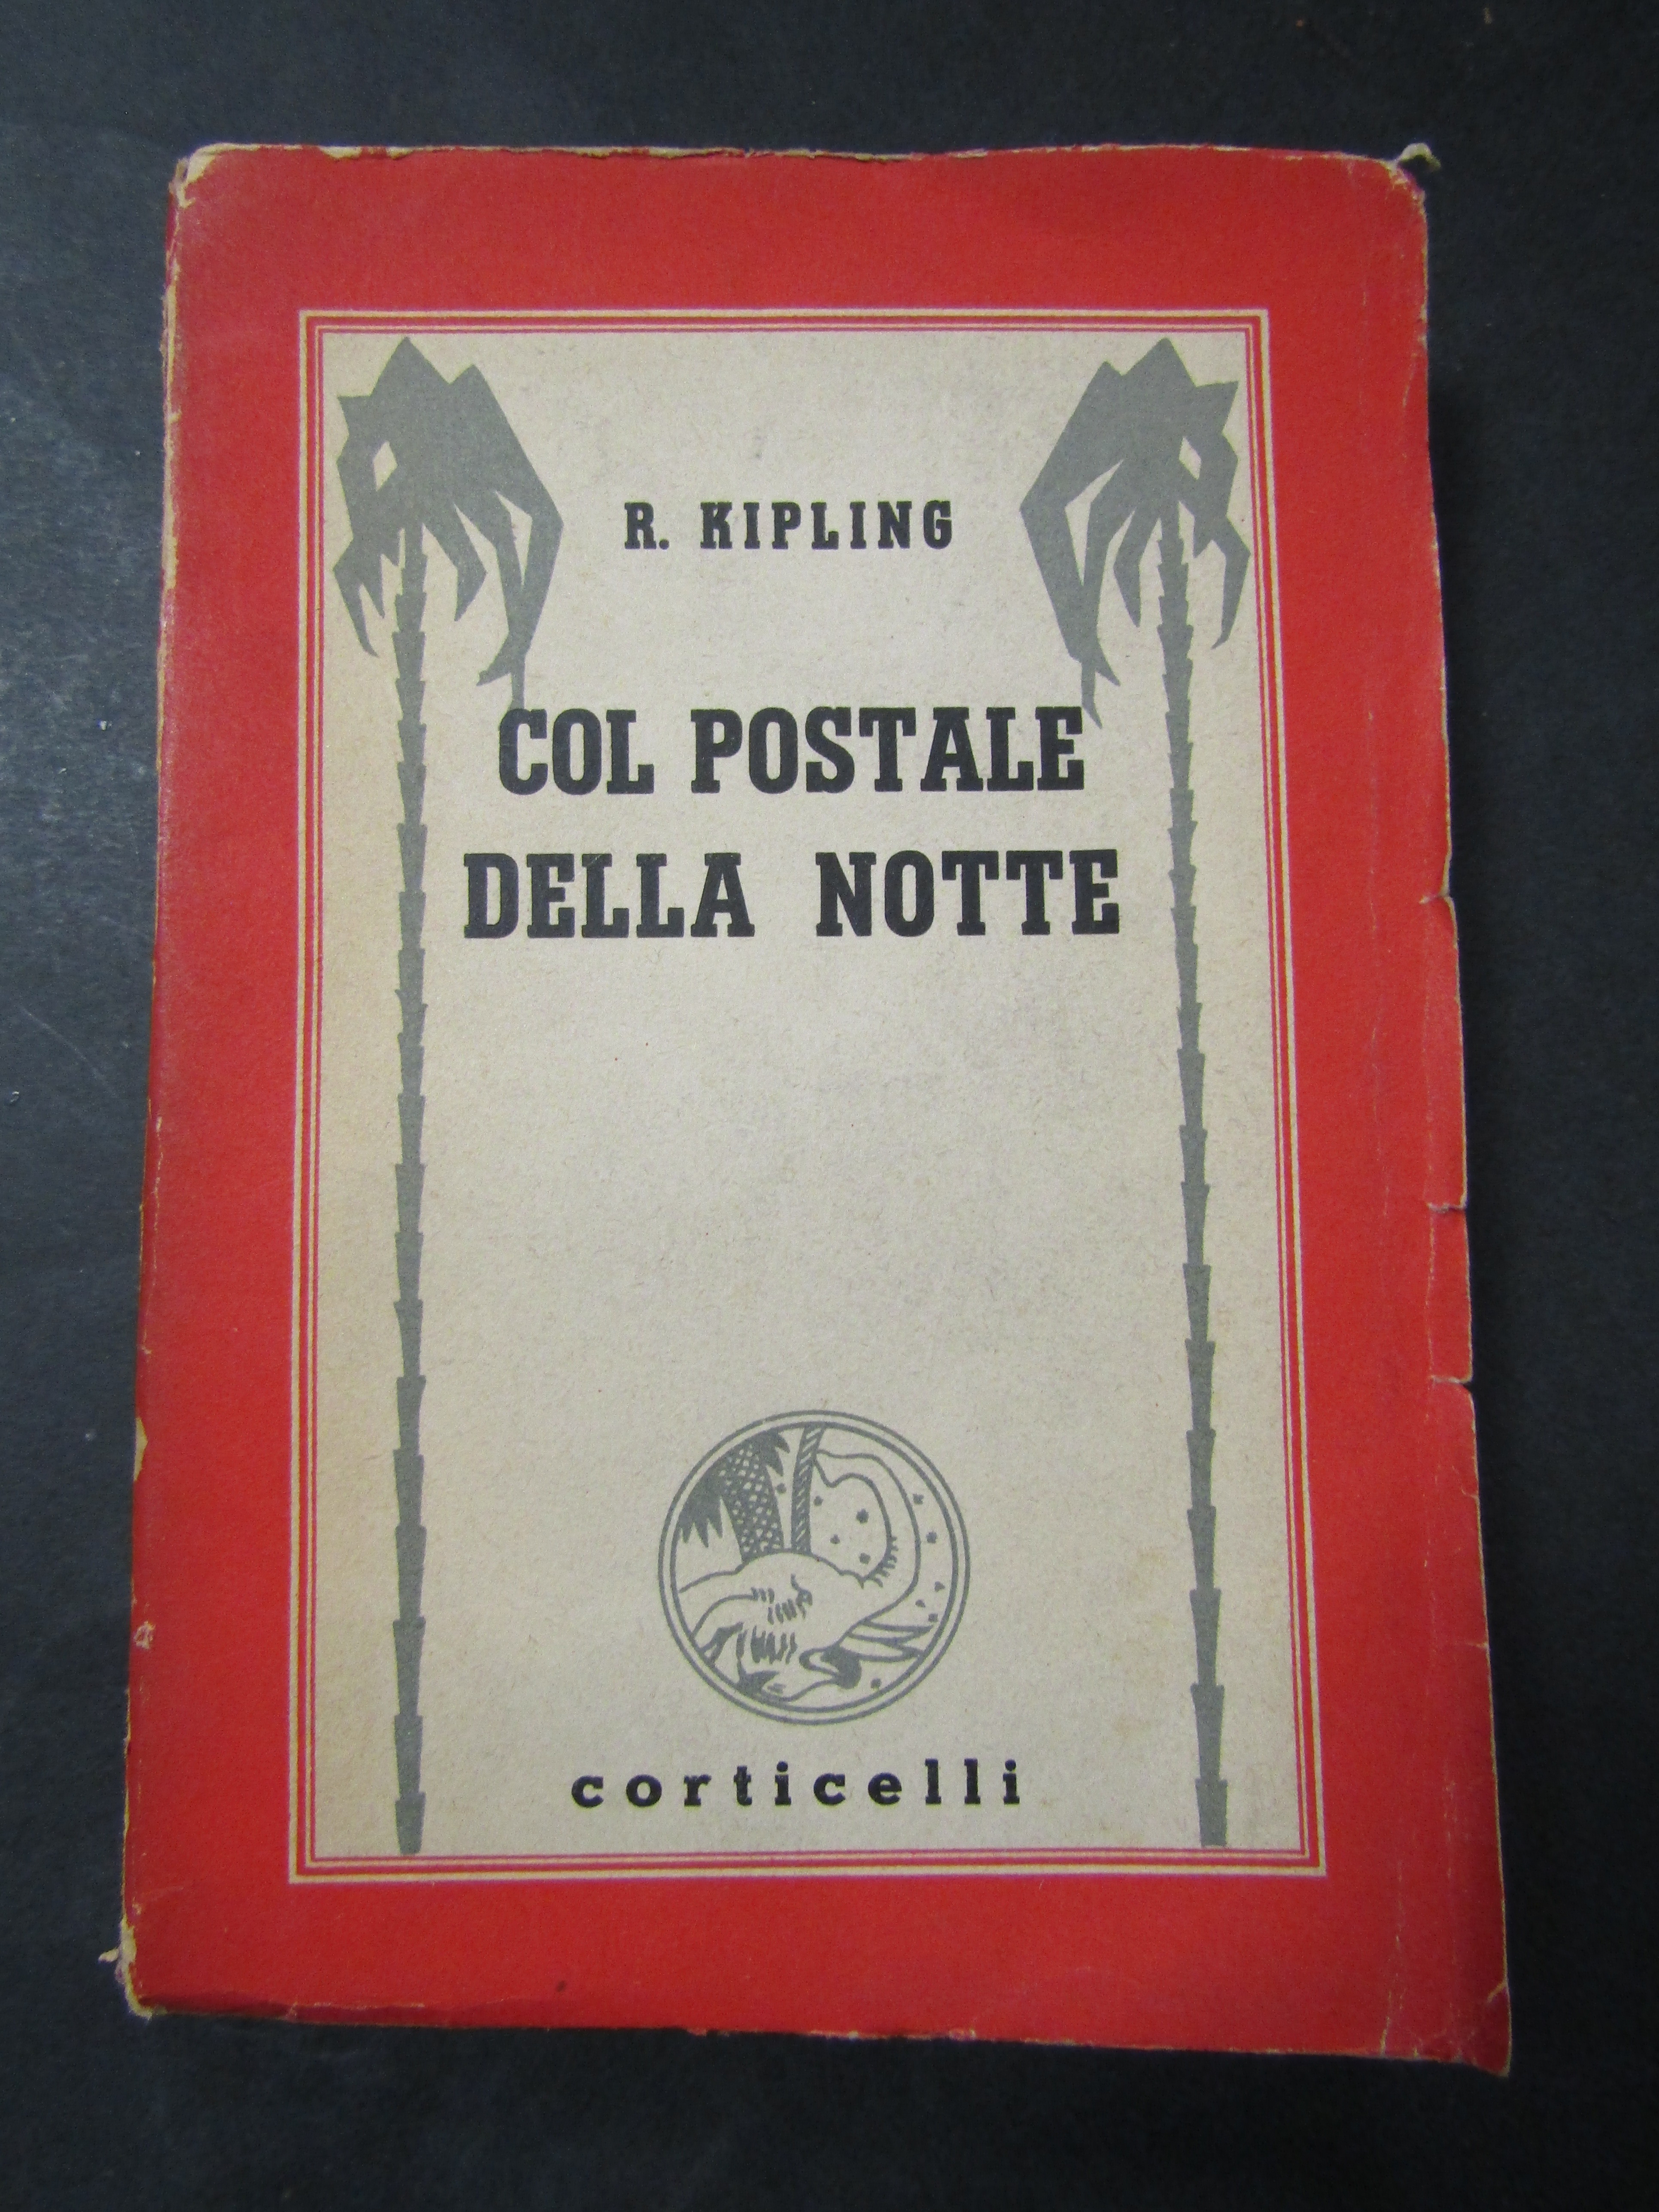 R. KIPLING
COL POSTALE
DELLA NOTTE
corticelli